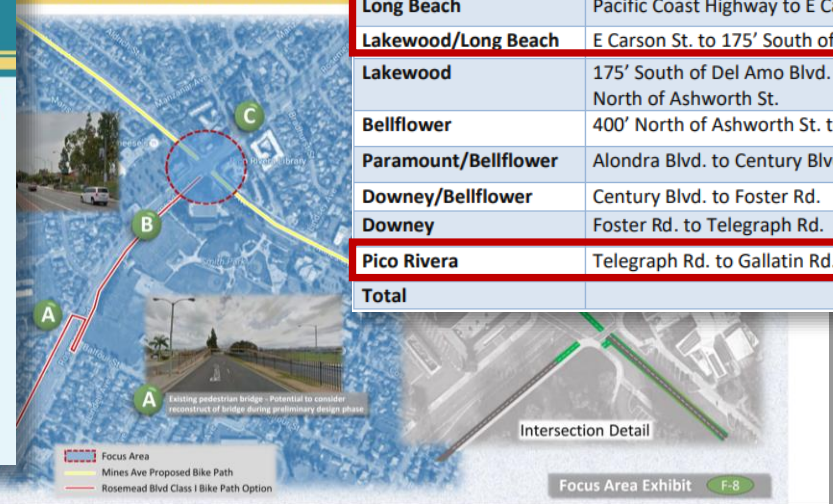 Long Beach
Pacific Coast Highway to E
Lakewood/Long Beach
E Carson St. to 175’ South of
Lakewood
175’ South of Del Amo Blvd.
North of Ashworth St.
Bellflower
400’ North of Ashworth St.
Paramount/Bellflower
Alondra Blvd. to Century
Downey/Bellflower
Century Blvd. to Foster Rd.
Downey
Foster Rd. to Telegraph Rd.
Pico Rivera
Telegraph Rd. to Gallatin Rd.
Total
C
B
A
A
Existing pedestrian bridge - Potential to consider
reconstruct of bridge during preliminary design phase
Intersection Detail
Focus Area
Mines Ave Proposed Bike Path
Rosemead Blvd Class I Bike Path Option
Focus Area Exhibit F-8